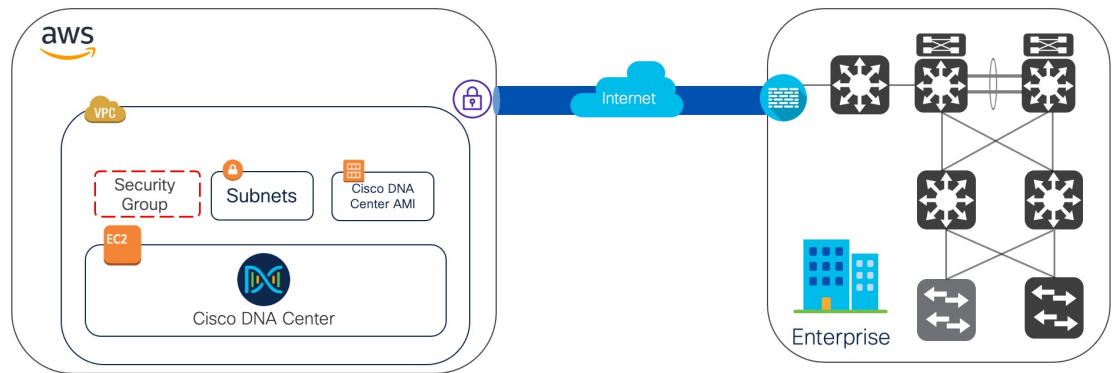 aws
VPC
Security
Group
Subnets
Cisco DNA
Center AMI
EC2
Cisco DNA Center
Internet
Enterprise